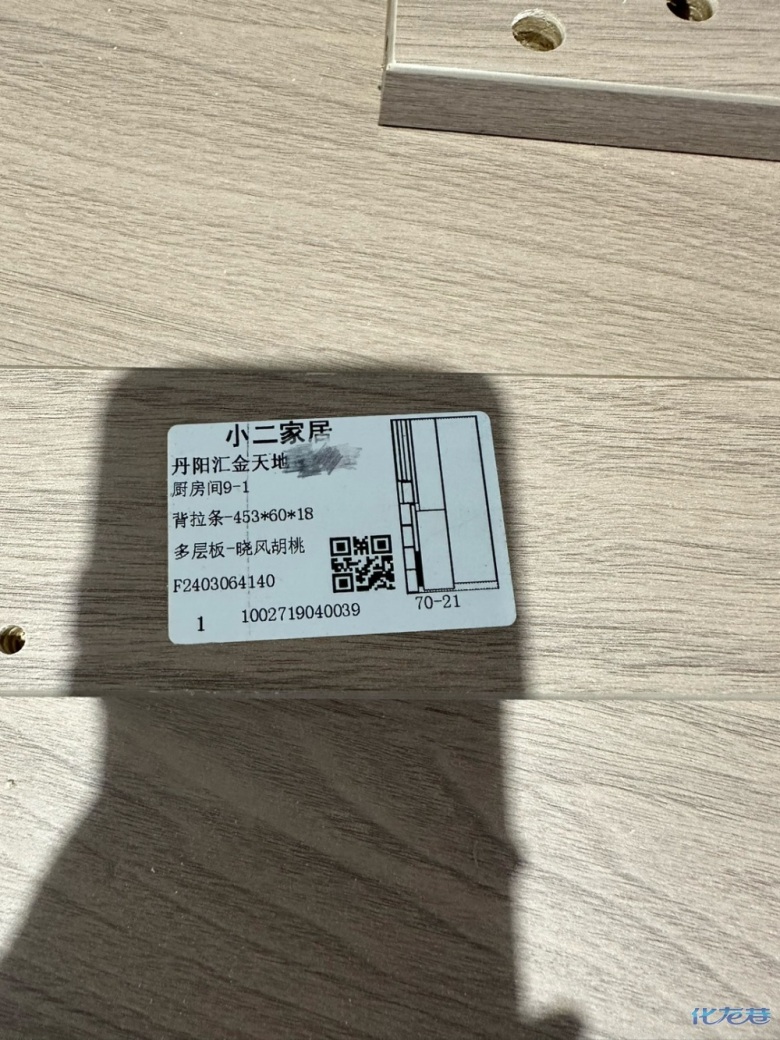 小二家居
丹阳汇金天地
厨房间9-1
背拉条-453*60*18
多层板-晓风胡桃
F2403064140
1 1002719040039
70-21
化龙巷